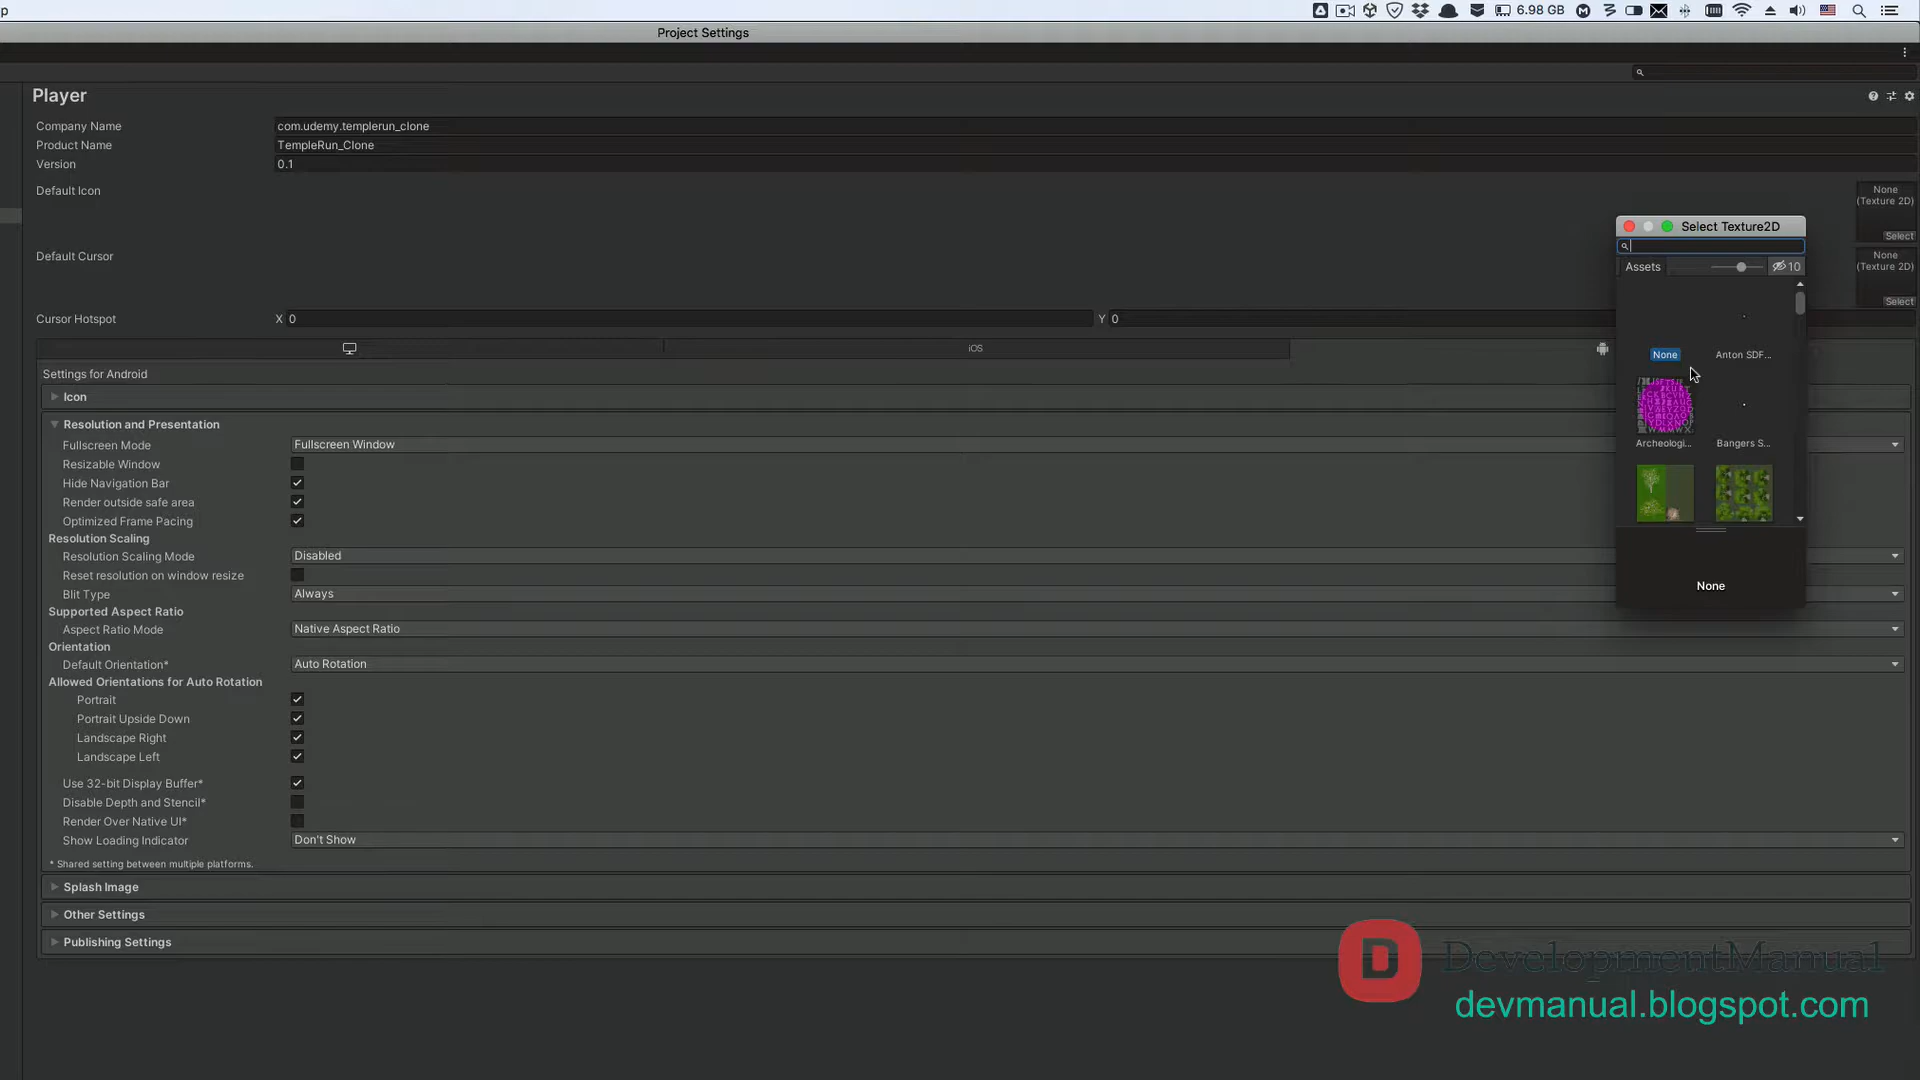 p
6.98 GB
Project Settings
Player
Company Name
com.udemy.templerun_clone
Product Name
TempleRun_Clone
Version
0.1
Default Icon
None
(Texture 2D)
Select
Default Cursor
None
(Texture 2D)
Select
Cursor Hotspot
X 0
Y 0
iOS
Settings for Android
Icon
Resolution and Presentation
Fullscreen Mode
Fullscreen Window
Resizable Window
Hide Navigation Bar
Render outside safe area
Optimized Frame Pacing
Resolution Scaling
Resolution Scaling Mode
Disabled
Reset resolution on window resize
Blit Type
Always
Supported Aspect Ratio
Aspect Ratio Mode
Native Aspect Ratio
Orientation
Default Orientation*
Auto Rotation
Allowed Orientations for Auto Rotation
Portrait
Portrait Upside Down
Landscape Right
Landscape Left
Use 32-bit Display Buffer*
Disable Depth and Stencil*
Render Over Native UI*
Show Loading Indicator
Don't Show
* Shared setting between multiple platforms.
Splash Image
Other Settings
Publishing Settings
Select Texture2D
Assets
10
None
Anton SDF...
Archeologi...
Bangers S...
None
D
DevelopmentManual
devmanual.blogspot.com